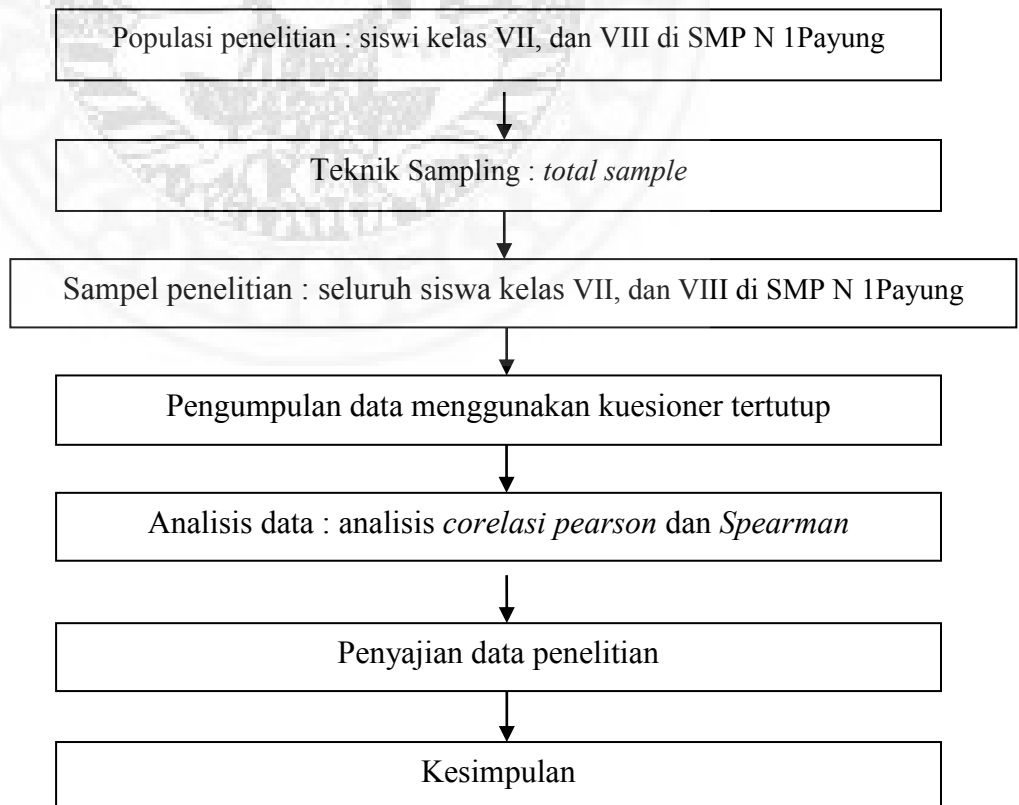 Populasi penelitian : siswi kelas VII, dan VIII di SMP N 1Payung
Teknik Sampling : total sample
Sampel penelitian : seluruh siswa kelas VII, dan VIII di SMP N 1Payung
Pengumpulan data menggunakan kuesioner tertutup
Analisis data : analisis corelasi pearson dan Spearman
Penyajian data penelitian
Kesimpulan